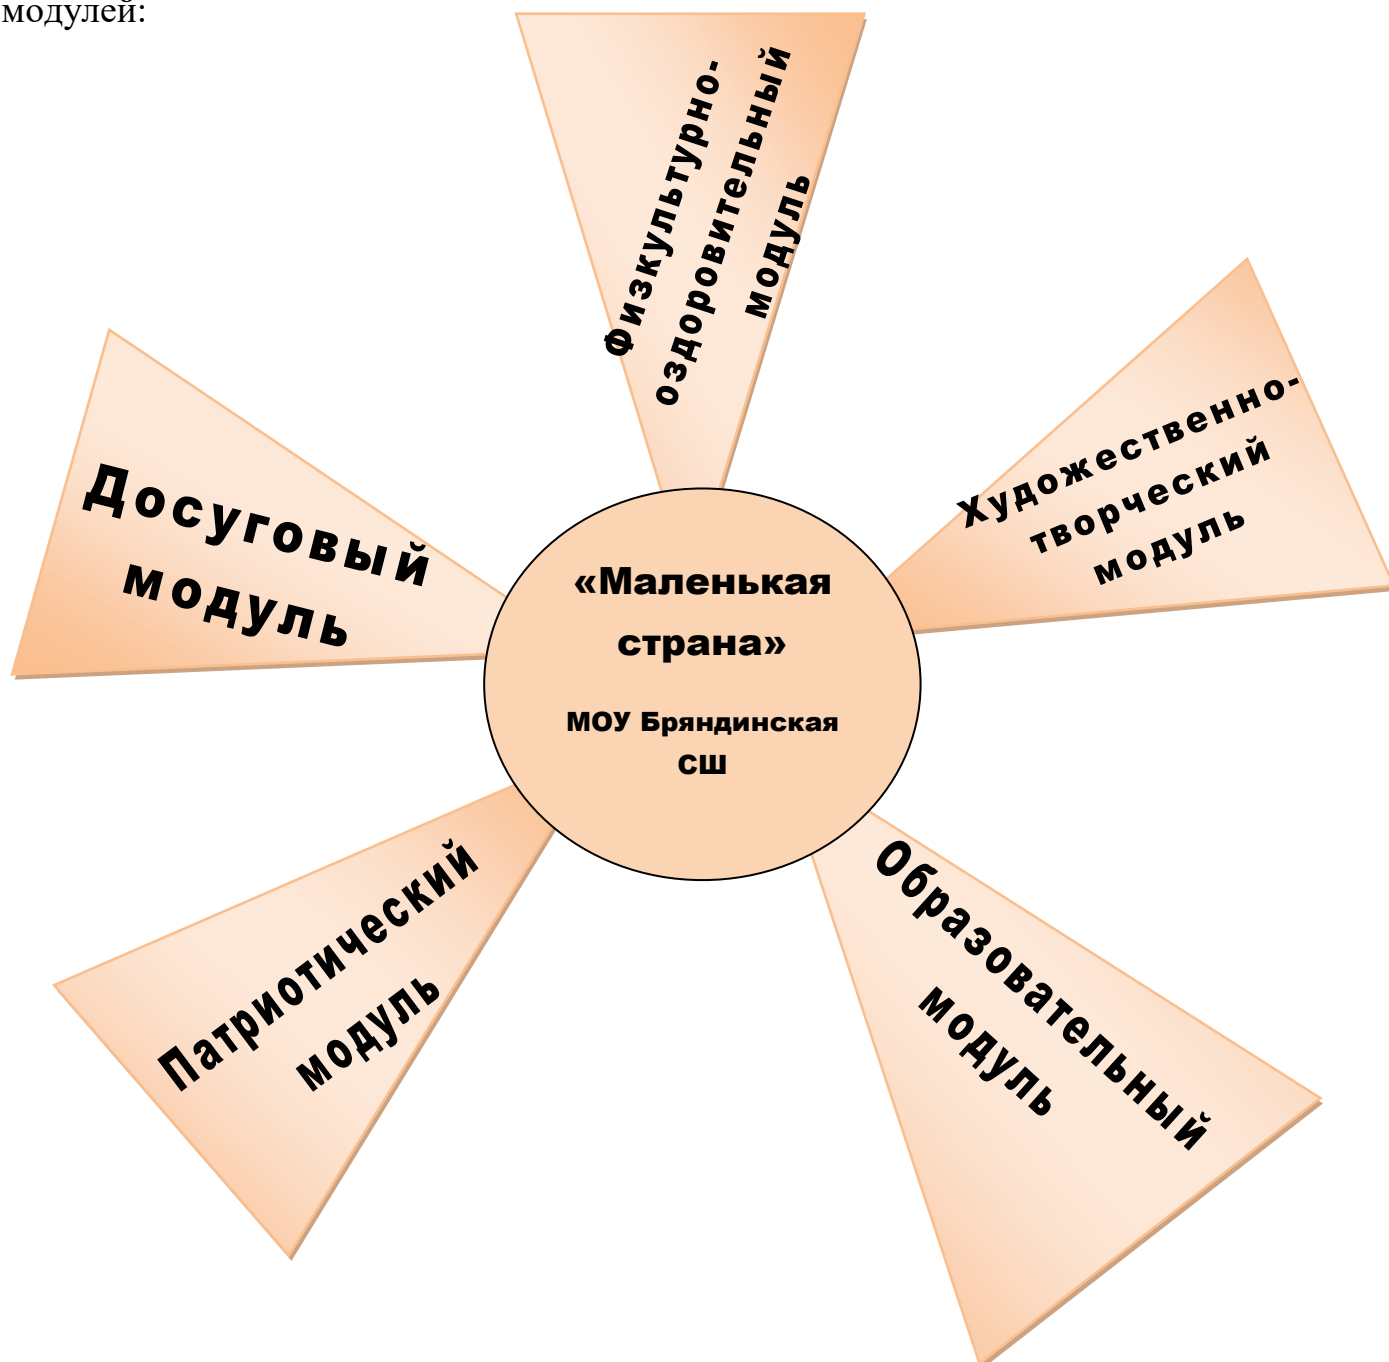 модулей:
Физкультурно-
оздоровительный
модуль
Художественно-
творческий
модуль
Досуговый
модуль
«Маленькая
страна»
МОУ Бряндинская
СШ
Патриотический
модуль
Образовательный
модуль